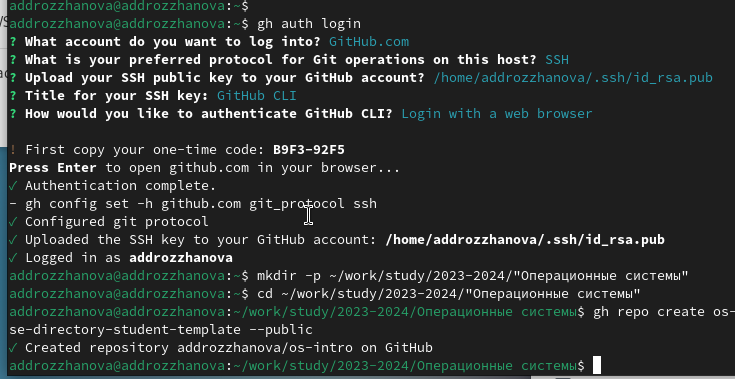 addrozzhanova@addrozzhanova:~$
addrozzhanova@addrozzhanova:~$ gh auth login
? What account do you want to log into? GitHub.com
? What is your preferred protocol for Git operations on this host? SSH
? Upload your SSH public key to your GitHub account? /home/addrozzhanova/.ssh/id_rsa.pub
? Title for your SSH key: GitHub CLI
? How would you like to authenticate GitHub CLI? Login with a web browser
! First copy your one-time code: B9F3-92F5
Press Enter to open github.com in your browser...
✓ Authentication complete.
- gh config set -h github.com git_protocol ssh
✓ Configured git protocol
✓ Uploaded the SSH key to your GitHub account: /home/addrozzhanova/.ssh/id_rsa.pub
✓ Logged in as addrozzhanova
addrozzhanova@addrozzhanova:~$ mkdir -p ~/work/study/2023-2024/"Операционные системы"
addrozzhanova@addrozzhanova:~$ cd ~/work/study/2023-2024/"Операционные системы"
addrozzhanova@addrozzhanova:~/work/study/2023-2024/Операционные системы$ gh repo create os-
se-directory-student-template --public
✓ Created repository addrozzhanova/os-intro on GitHub
addrozzhanova@addrozzhanova:~/work/study/2023-2024/Операционные системы$